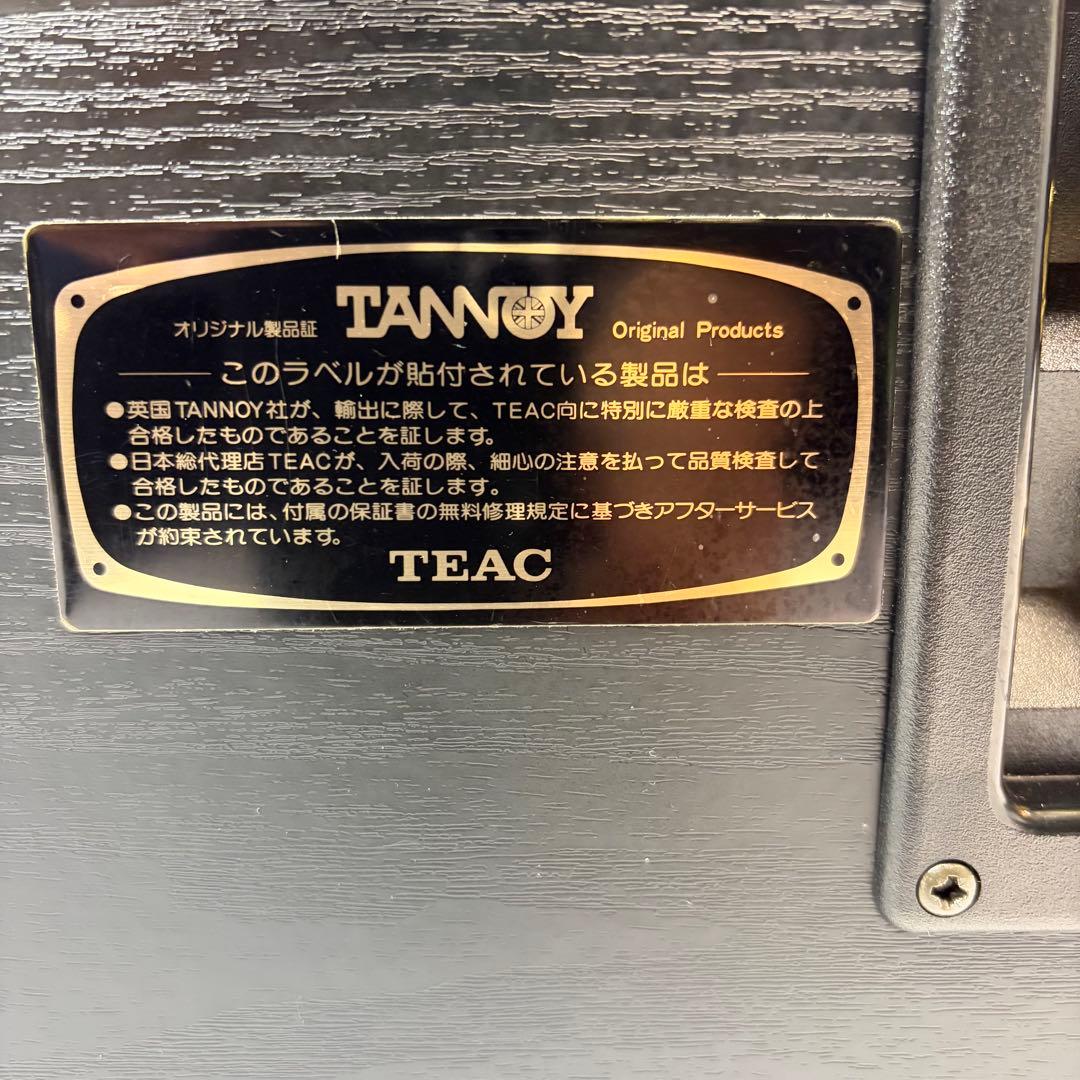 オリジナル製品証 TANNOY Original Products
このラベルが貼付されている製品は
●英国TANNOY社が、輸出に際して、TEAC向に特別に厳重な検査の上
合格したものであることを証します。
●日本総代理店TEACが、入荷の際、細心の注意を払って品質検査して
合格したものであることを証します。
●この製品には、付属の保証書の無料修理規定に基づきアフターサービス
が約束されています。
TEAC